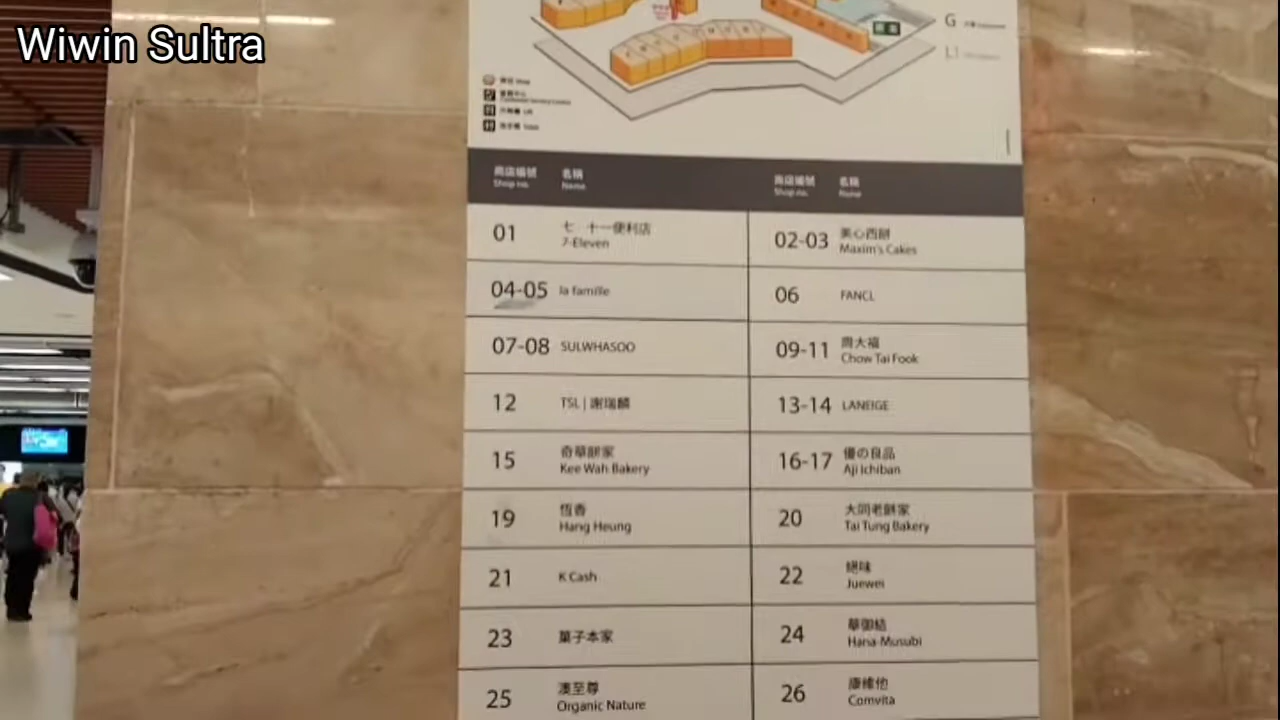 Wiwin Sultra
G
L1
商店編號 名稱 商店編號 名稱
Shop no. Name Shop no. Name
01 七‧十一便利店
7-Eleven
02-03 美心西餅
Maxim's Cakes
04-05 la famille
06 FANCL
07-08 SULWHASOO
09-11 周大福
Chow Tai Fook
12 TSL | 謝瑞麟
13-14 LANEIGE
15 奇華餅家
Kee Wah Bakery
16-17 優の良品
Aji Ichiban
19 恆香
Hang Heung
20 大同老餅家
Tai Tung Bakery
21 K Cash
22 絕味
Juewei
23 菓子本家
24 華御結
Hana-Musubi
25 澳至尊
Organic Nature
26 康維他
Comvita